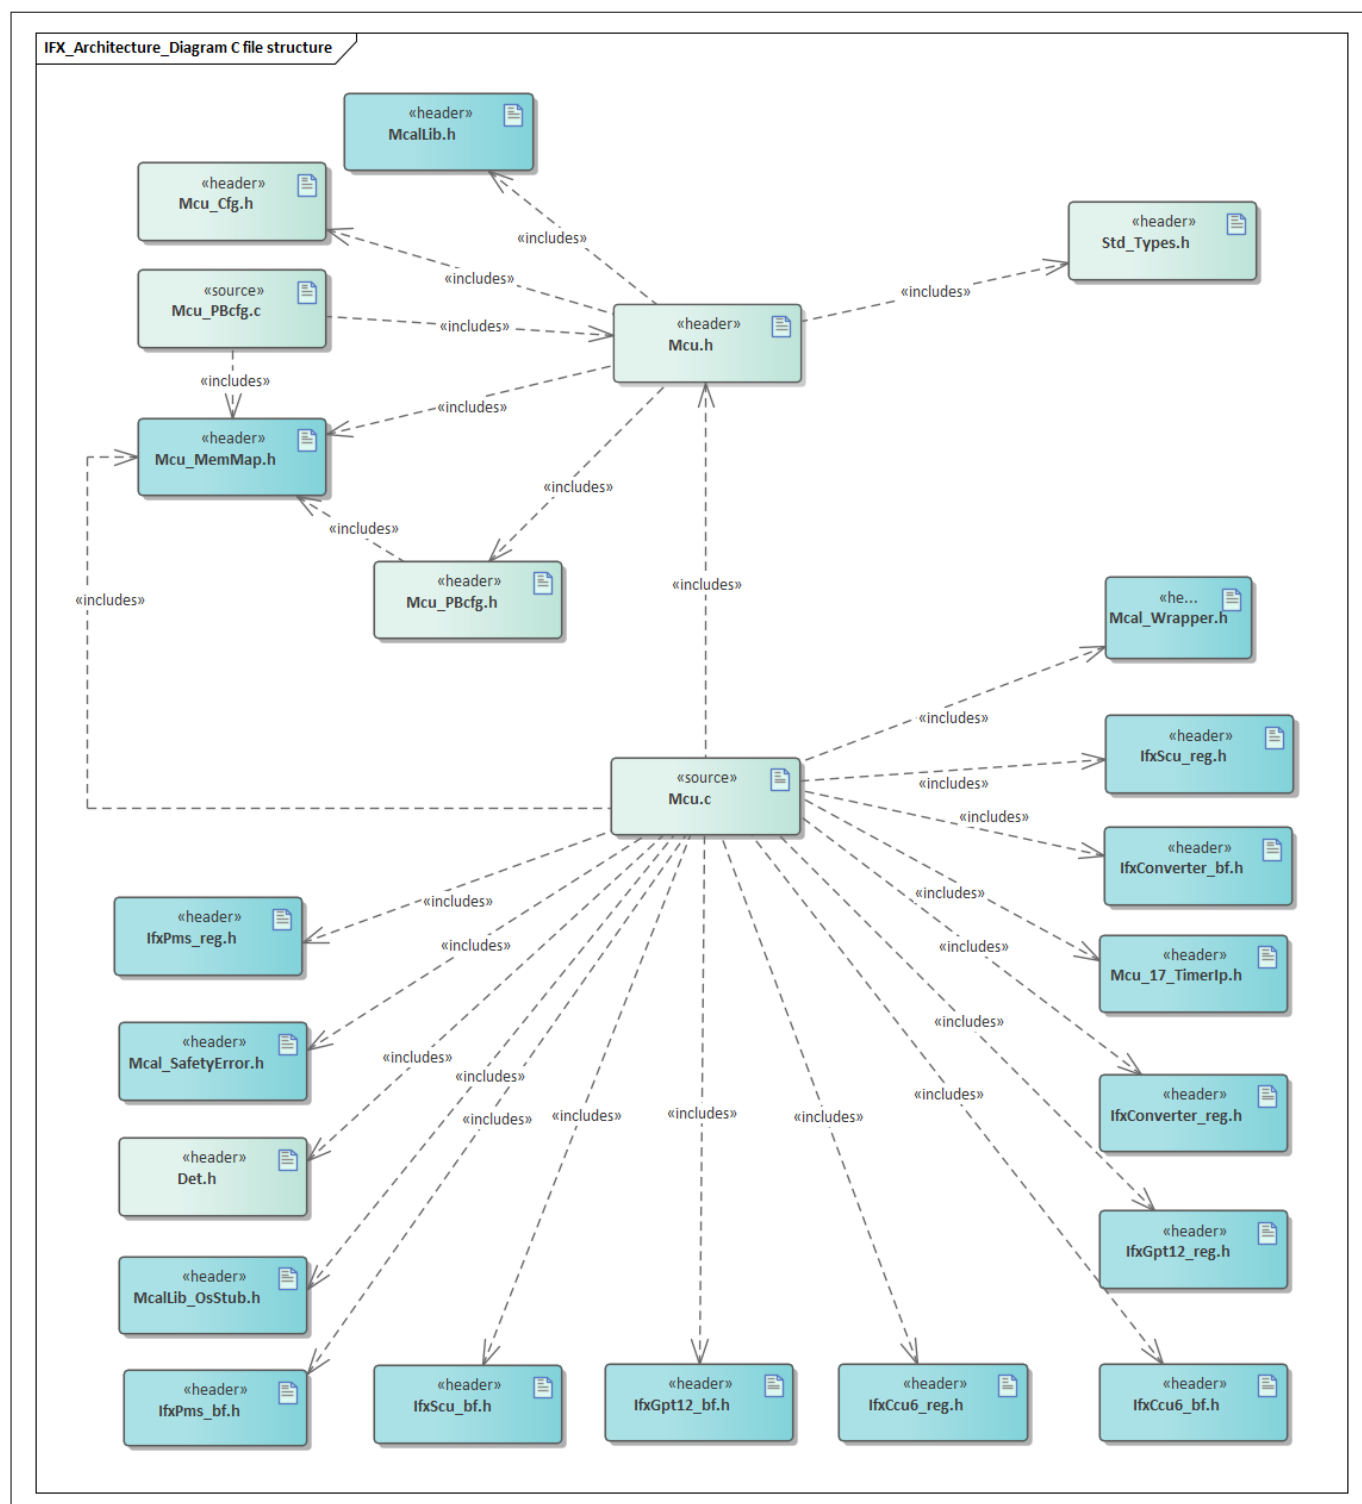 IFX_Architecture_Diagram C file structure
«header»
McalLib.h
«header»
Mcu_Cfg.h
«header»
Std_Types.h
«includes»
«includes»
«includes»
«source»
Mcu_PBcfg.c
«includes»
«header»
Mcu.h
«includes»
«includes»
«header»
Mcu_MemMap.h
«includes»
«includes»
«header»
Mcu_PBcfg.h
«includes»
«includes»
«he...
Mcal_Wrapper.h
«includes»
«header»
IfxScu_reg.h
«source»
Mcu.c
«includes»
«includes»
«header»
IfxConverter_bf.h
«header»
IfxPms_reg.h
«includes»
«includes»
«includes»
«includes»
«header»
Mcu_17_TimerIp.h
«header»
Mcal_SafetyError.h
«includes»
«includes»
«includes»
«header»
IfxConverter_reg.h
«includes»
«includes»
«includes»
«includes»
«includes»
«header»
Det.h
«header»
IfxGpt12_reg.h
«header»
McalLib_OsStub.h
«header»
IfxPms_bf.h
«header»
IfxScu_bf.h
«header»
IfxGpt12_bf.h
«header»
IfxCcu6_reg.h
«header»
IfxCcu6_bf.h